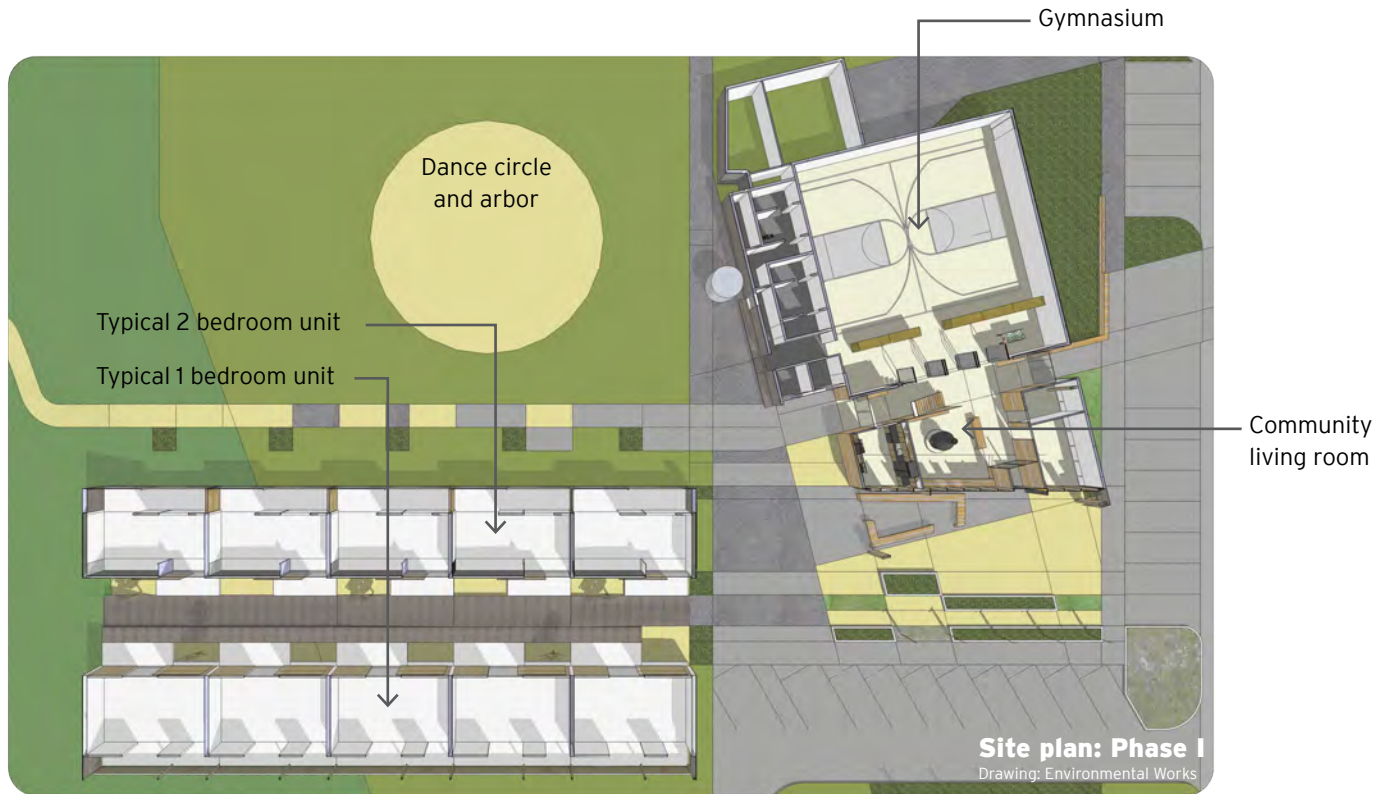 Gymnasium
Dance circle
and arbor
Typical 2 bedroom unit
Typical 1 bedroom unit
Community
living room
Site plan: Phase I
Drawing: Environmental Works